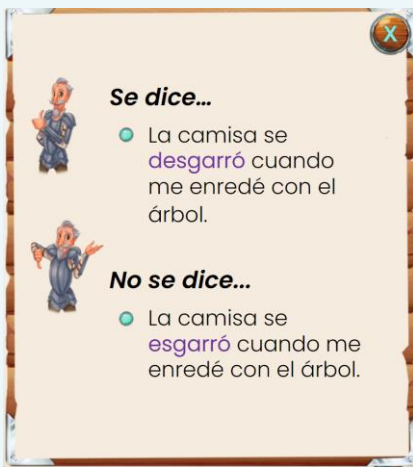 X
Se dice...
La camisa se
desgarró cuando
me enredé con el
árbol.
No se dice...
La camisa se
esgarró cuando me
enredé con el árbol.